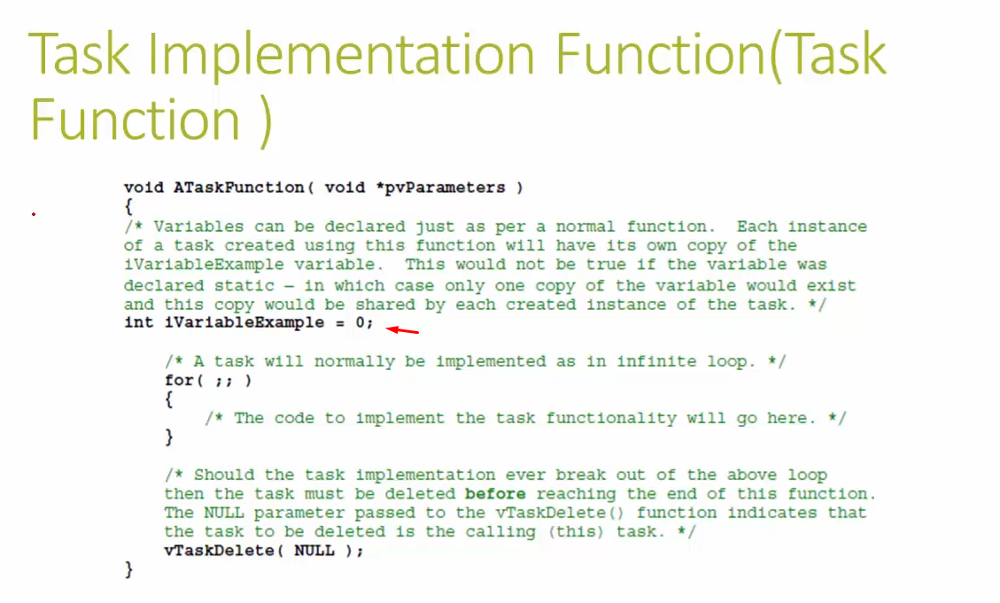 Task Implementation Function(Task
Function )
void ATaskFunction( void *pvParameters )
{
/* Variables can be declared just as per a normal function.  Each instance
of a task created using this function will have its own copy of the
iVariableExample variable.  This would not be true if the variable was
declared static – in which case only one copy of the variable would exist
and this copy would be shared by each created instance of the task. */
int iVariableExample = 0;
/* A task will normally be implemented as in infinite loop. */
for( ;; )
{
/* The code to implement the task functionality will go here. */
}
/* Should the task implementation ever break out of the above loop
then the task must be deleted before reaching the end of this function.
The NULL parameter passed to the vTaskDelete() function indicates that
the task to be deleted is the calling (this) task. */
vTaskDelete( NULL );
}